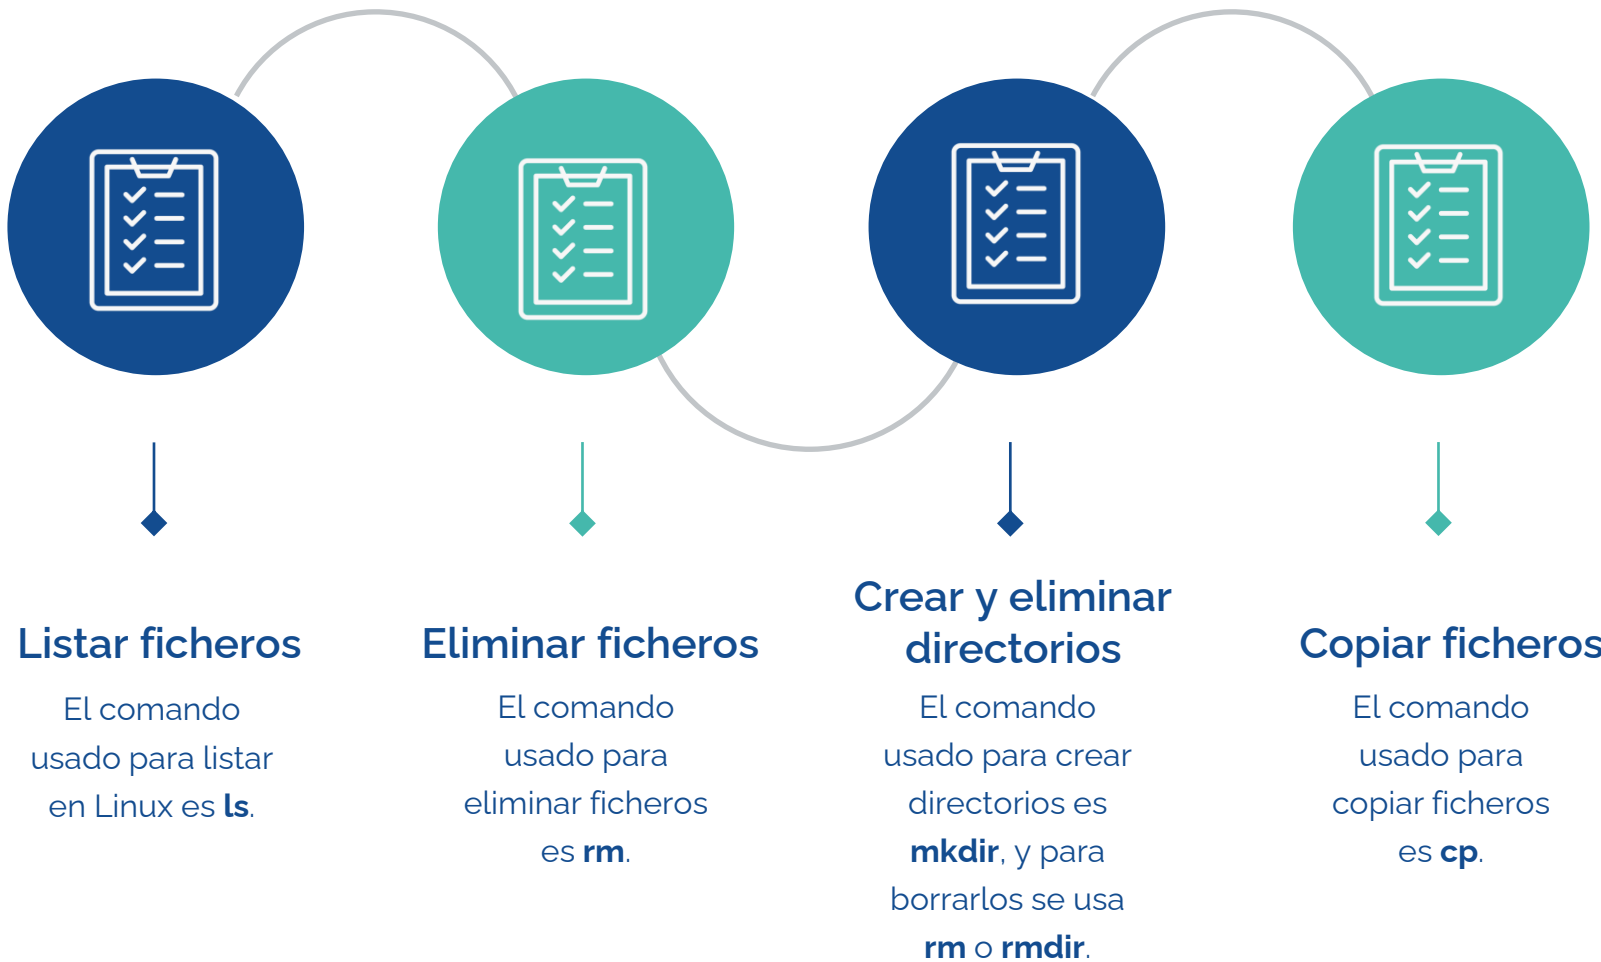 Listar ficheros
El comando
usado para listar
en Linux es ls.
Eliminar ficheros
El comando
usado para
eliminar ficheros
es rm.
Crear y eliminar
directorios
El comando
usado para crear
directorios es
mkdir, y para
borrarlos se usa
rm o rmdir.
Copiar ficheros
El comando
usado para
copiar ficheros
es cp.